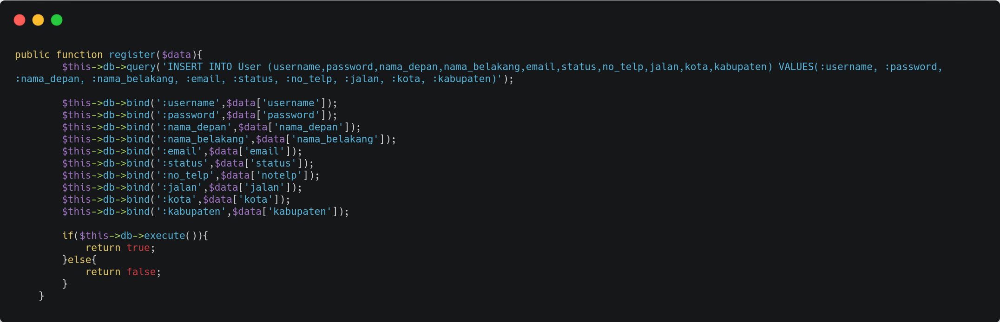 public function register($data){
        $this->db->query('INSERT INTO User (username,password,nama_depan,nama_belakang,email,status,no_telp,jalan,kota,kabupaten) VALUES(:username, :password,
:nama_depan, :nama_belakang, :email, :status, :no_telp, :jalan, :kota, :kabupaten)');

        $this->db->bind(':username',$data['username']);
        $this->db->bind(':password',$data['password']);
        $this->db->bind(':nama_depan',$data['nama_depan']);
        $this->db->bind(':nama_belakang',$data['nama_belakang']);
        $this->db->bind(':email',$data['email']);
        $this->db->bind(':status',$data['status']);
        $this->db->bind(':no_telp',$data['notelp']);
        $this->db->bind(':jalan',$data['jalan']);
        $this->db->bind(':kota',$data['kota']);
        $this->db->bind(':kabupaten',$data['kabupaten']);

        if($this->db->execute()){
            return true;
        }else{
            return false;
        }
    }